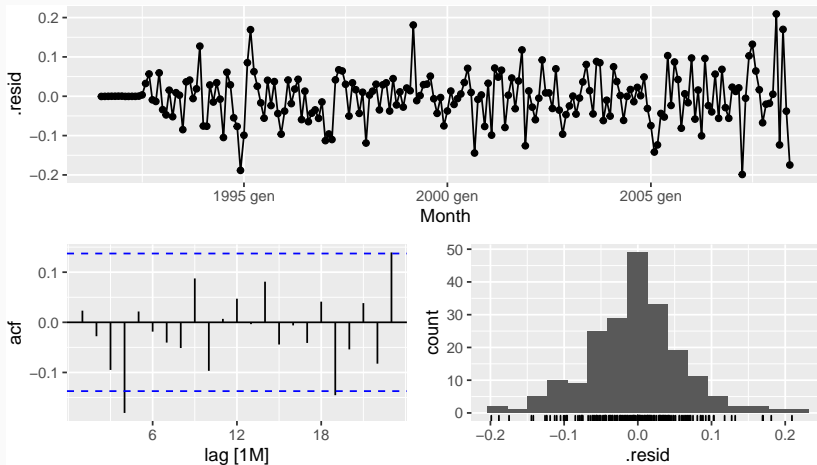 0.2
0.1
0.0
−0.1
−0.2
.resid
1995 gen 2000 gen 2005 gen
Month
0.1
0.0
−0.1
acf
6 12 18
lag [1M]
50
40
30
20
10
0
count
−0.2 −0.1 0.0 0.1 0.2
.resid